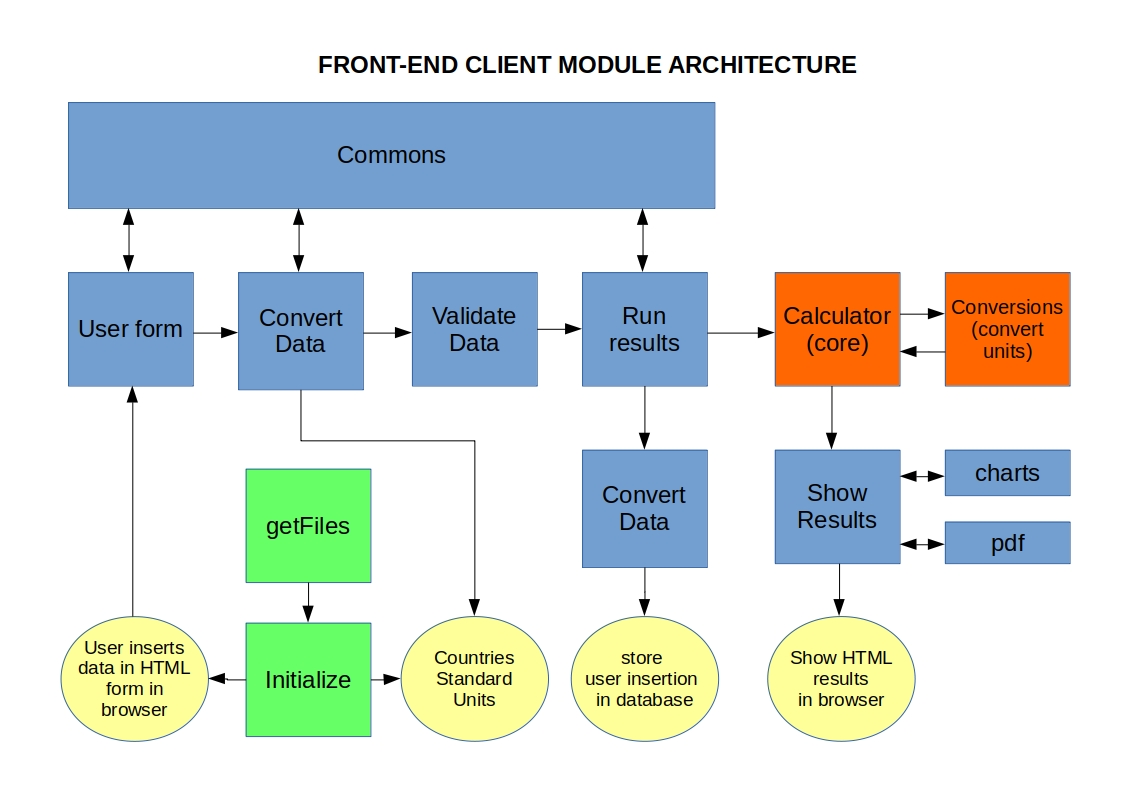 FRONT-END CLIENT MODULE ARCHITECTURE
Commons
User form
Convert
Data
Validate
Data
Run
results
Calculator
(core)
Conversions
(convert
units)
getFiles
Convert
Data
Show
Results
charts
pdf
User inserts
data in HTML
form in
browser
Initialize
Countries
Standard
Units
store
user insertion
in database
Show HTML
results
in browser